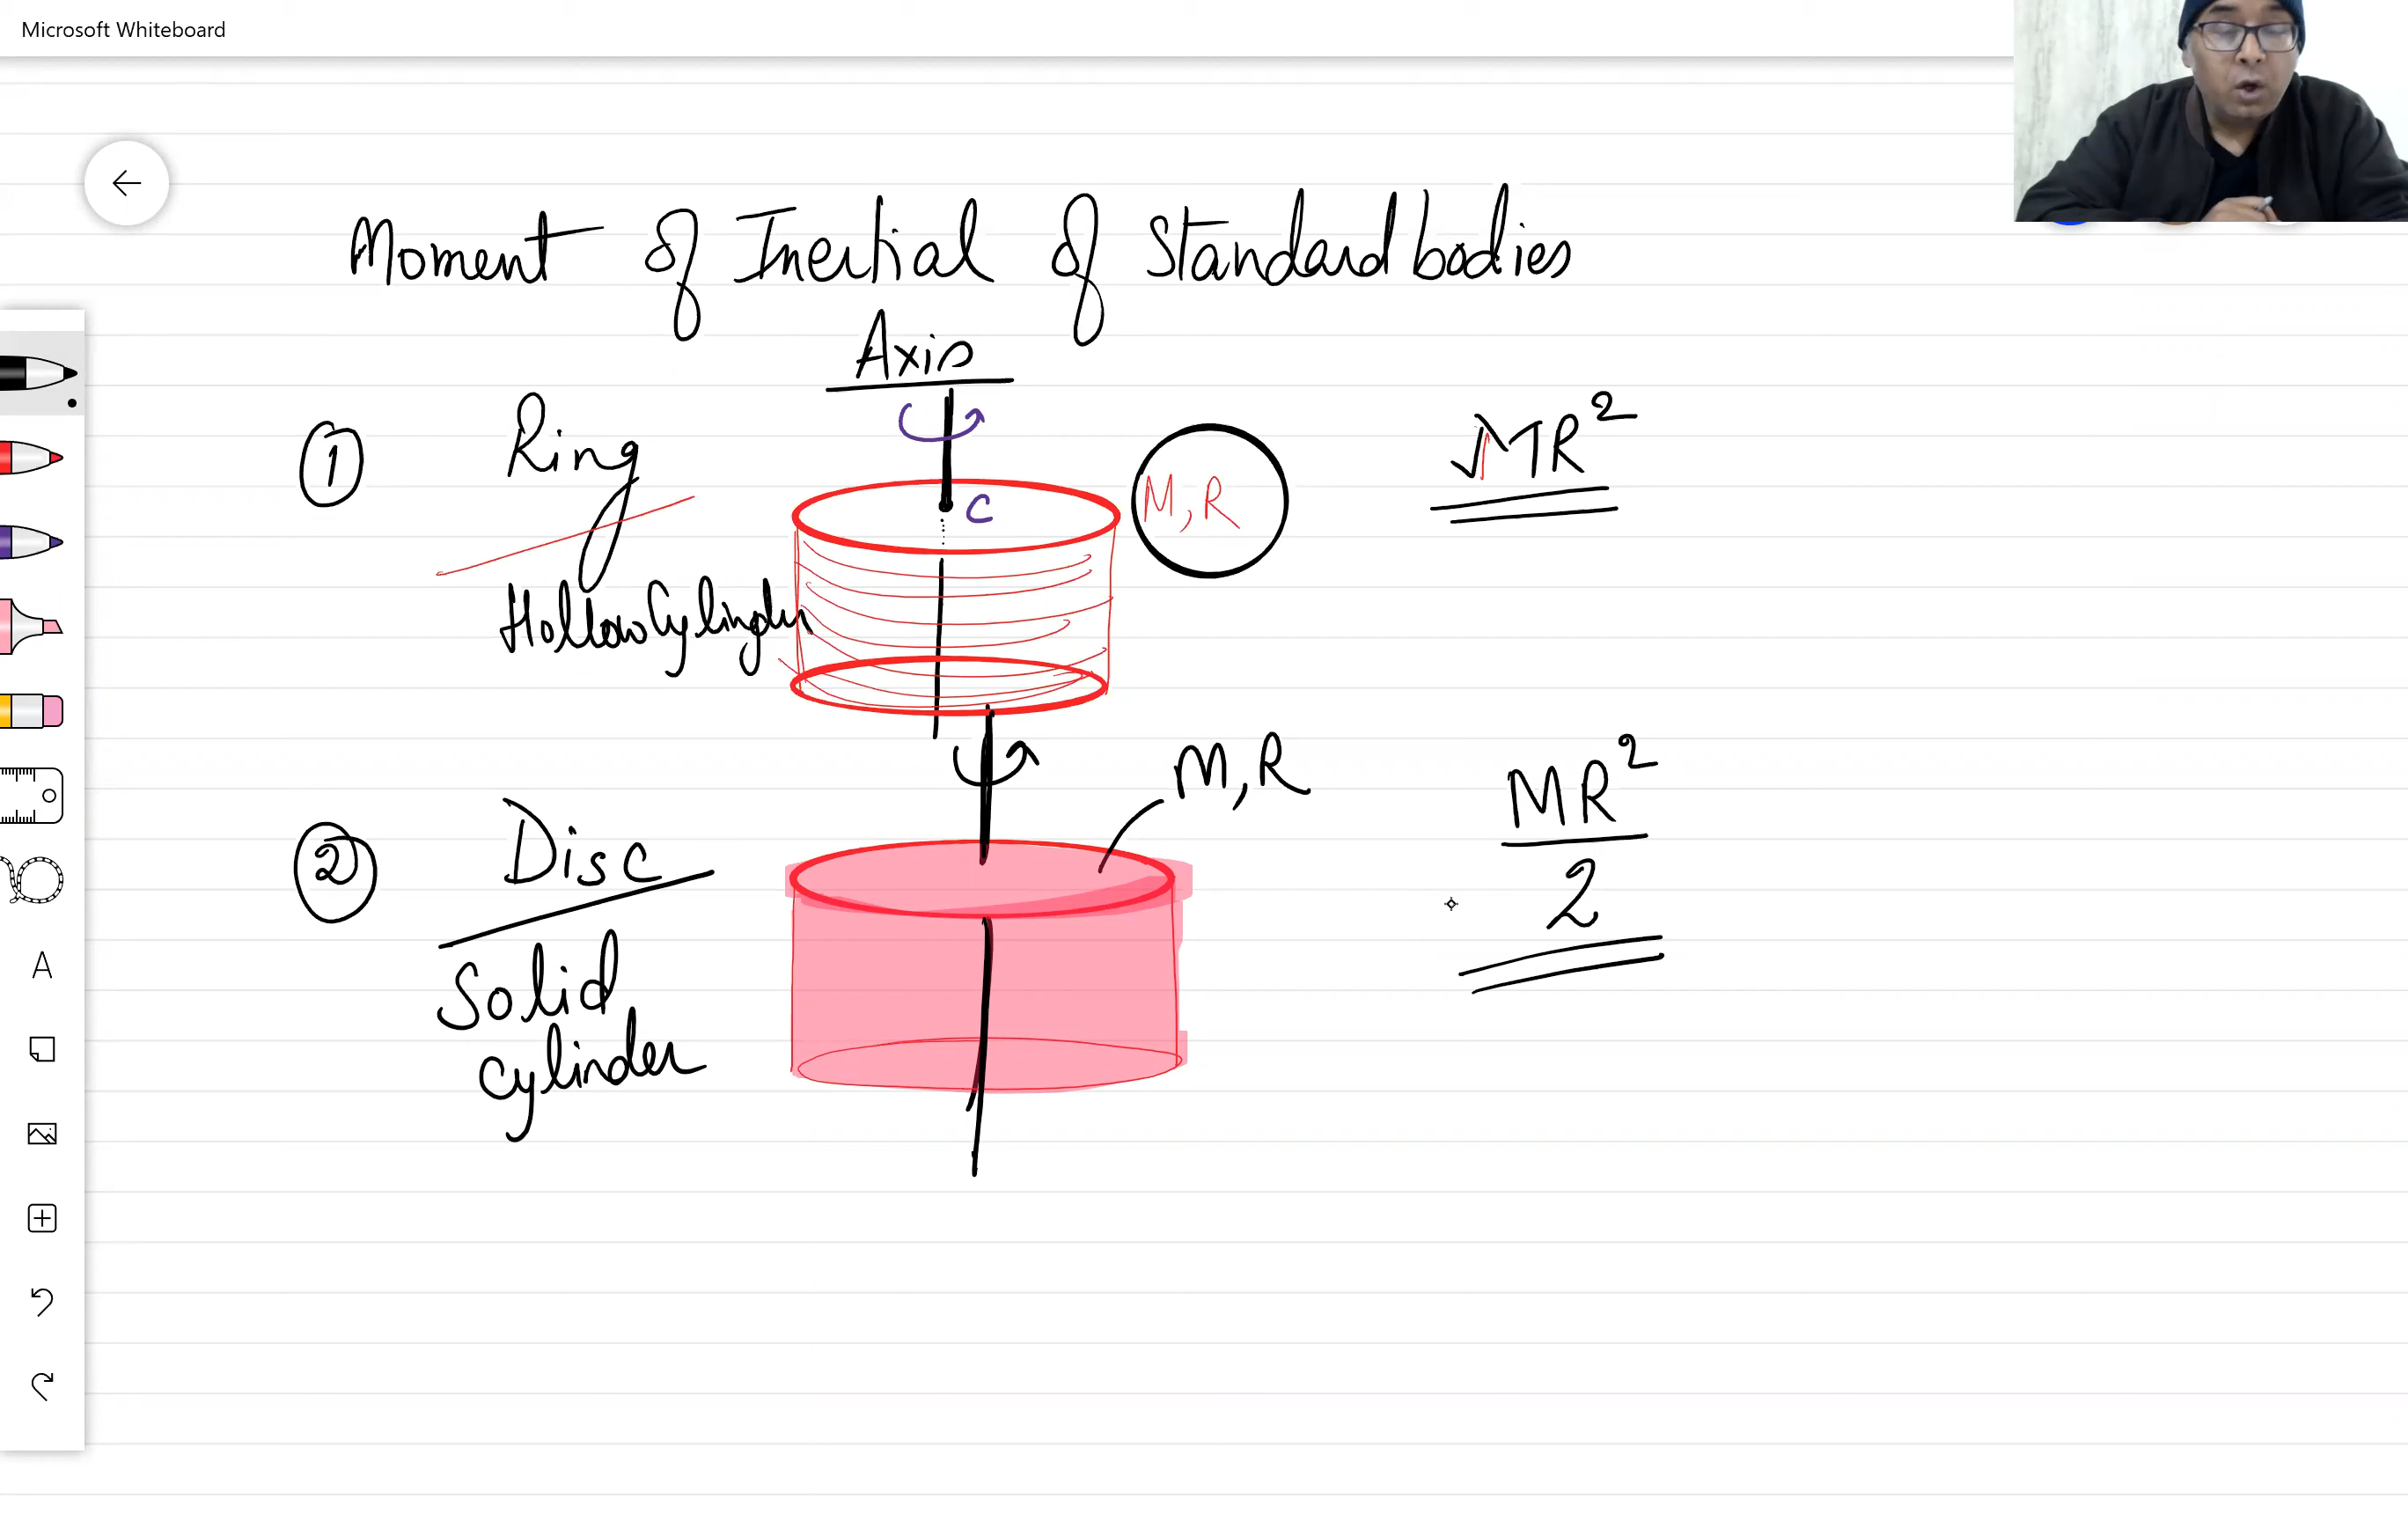 Microsoft Whiteboard
Moment of Inertial of Standard bodies
Axis
① Ring
MR²
C
M, R
Hollow Cylinder
M, R
MR²
2
② Disc
Solid
cylinder
A